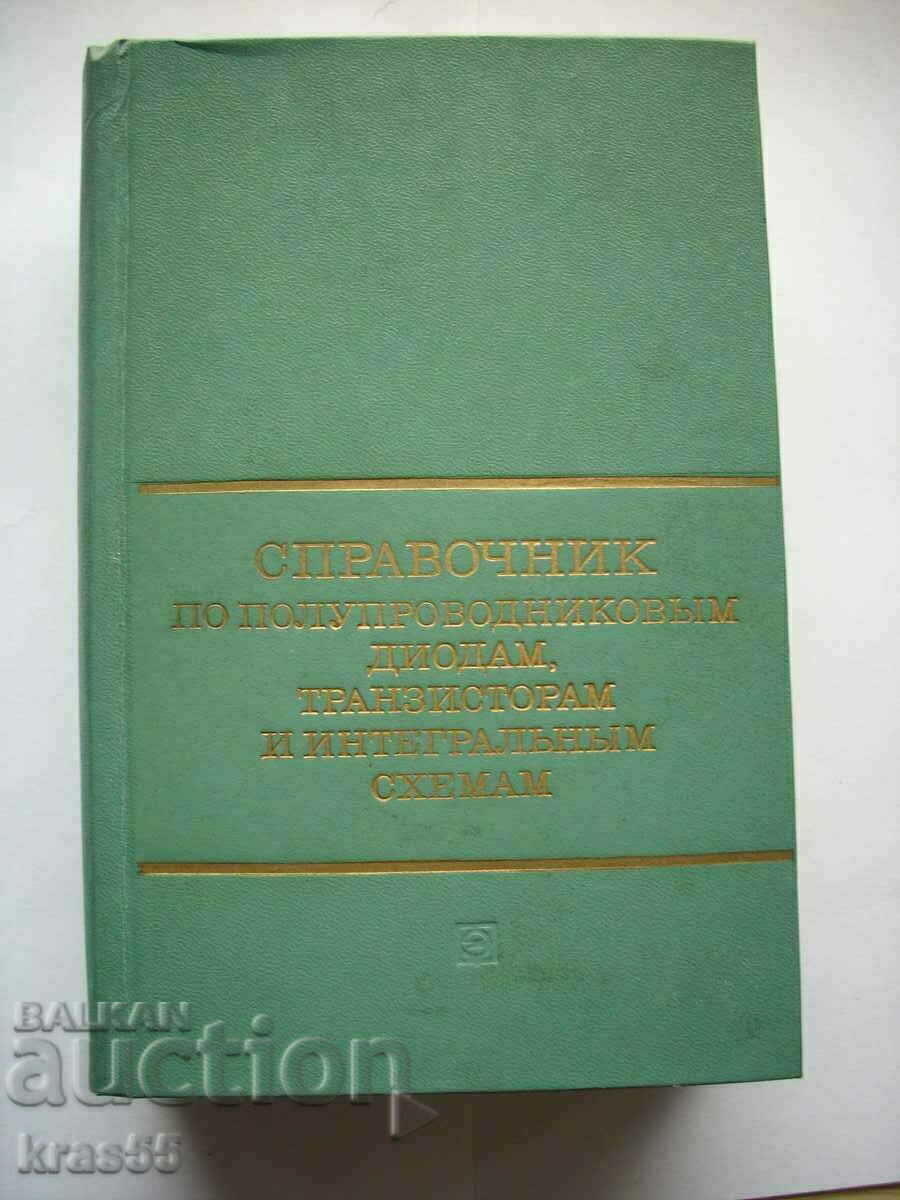 СПРАВОЧНИК
ПО ПОЛУПРОВОДНИКОВЫМ
ДИОДАМ,
ТРАНЗИСТОРАМ
И ИНТЕГРАЛЬНЫМ
СХЕМАМ
Э
BALKAN
auction
kras55